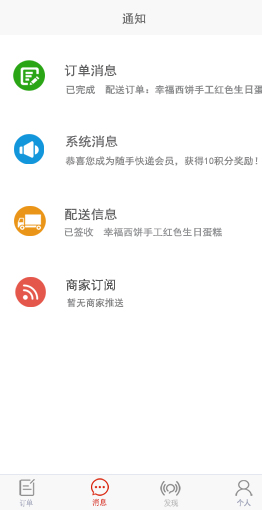 通知
订单消息
已完成 配送订单：幸福西饼手工红色生日蛋
系统消息
恭喜您成为随手快递会员，获得10积分奖励！
配送信息
已签收 幸福西饼手工红色生日蛋糕
商家订阅
暂无商家推送
订单 消息 发现 个人